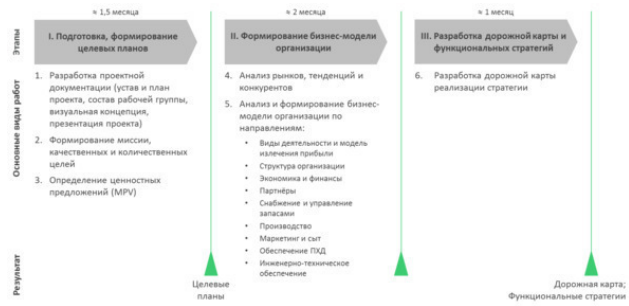 ≈ 1,5 месяца
≈ 2 месяца
≈ 1 месяц
Этапы
I. Подготовка, формирование
целевых планов
II. Формирование бизнес-модели
организации
III. Разработка дорожной карты и
функциональных стратегий
Основные виды работ
1. Разработка проектной
документации (устав и план
проекта, состав рабочей группы,
визуальная концепция,
презентация проекта)
2. Формирование миссии,
качественных и количественных
целей
3. Определение ценностных
предложений (MPV)
4. Анализ рынков, тенденций и
конкурентов
5. Анализ и формирование бизнес-
модели организации по
направлениям:
• Виды деятельности и модель
извлечения прибыли
• Структура организации
• Экономика и финансы
• Партнёры
• Снабжение и управление
запасами
• Производство
• Маркетинг и сыт
• Обеспечение ПХД
• Инженерно-техническое
обеспечение
6. Разработка дорожной карты
реализации стратегии
Результат
Целевые
планы
Дорожная карта;
Функциональные стратегии